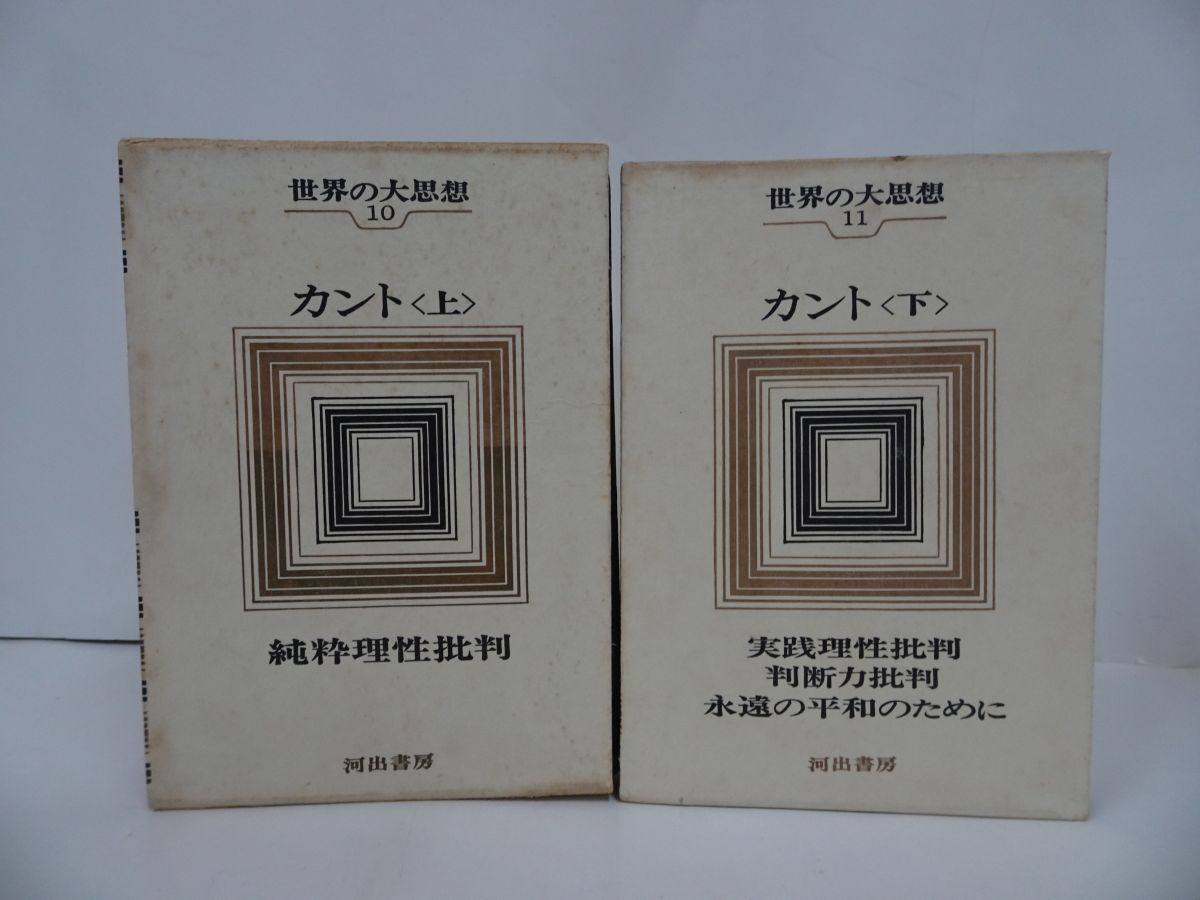 世界の大思想
10
カント〈上〉
純粋理性批判
河出書房
世界の大思想
11
カント〈下〉
実践理性批判
判断力批判
永遠の平和のために
河出書房